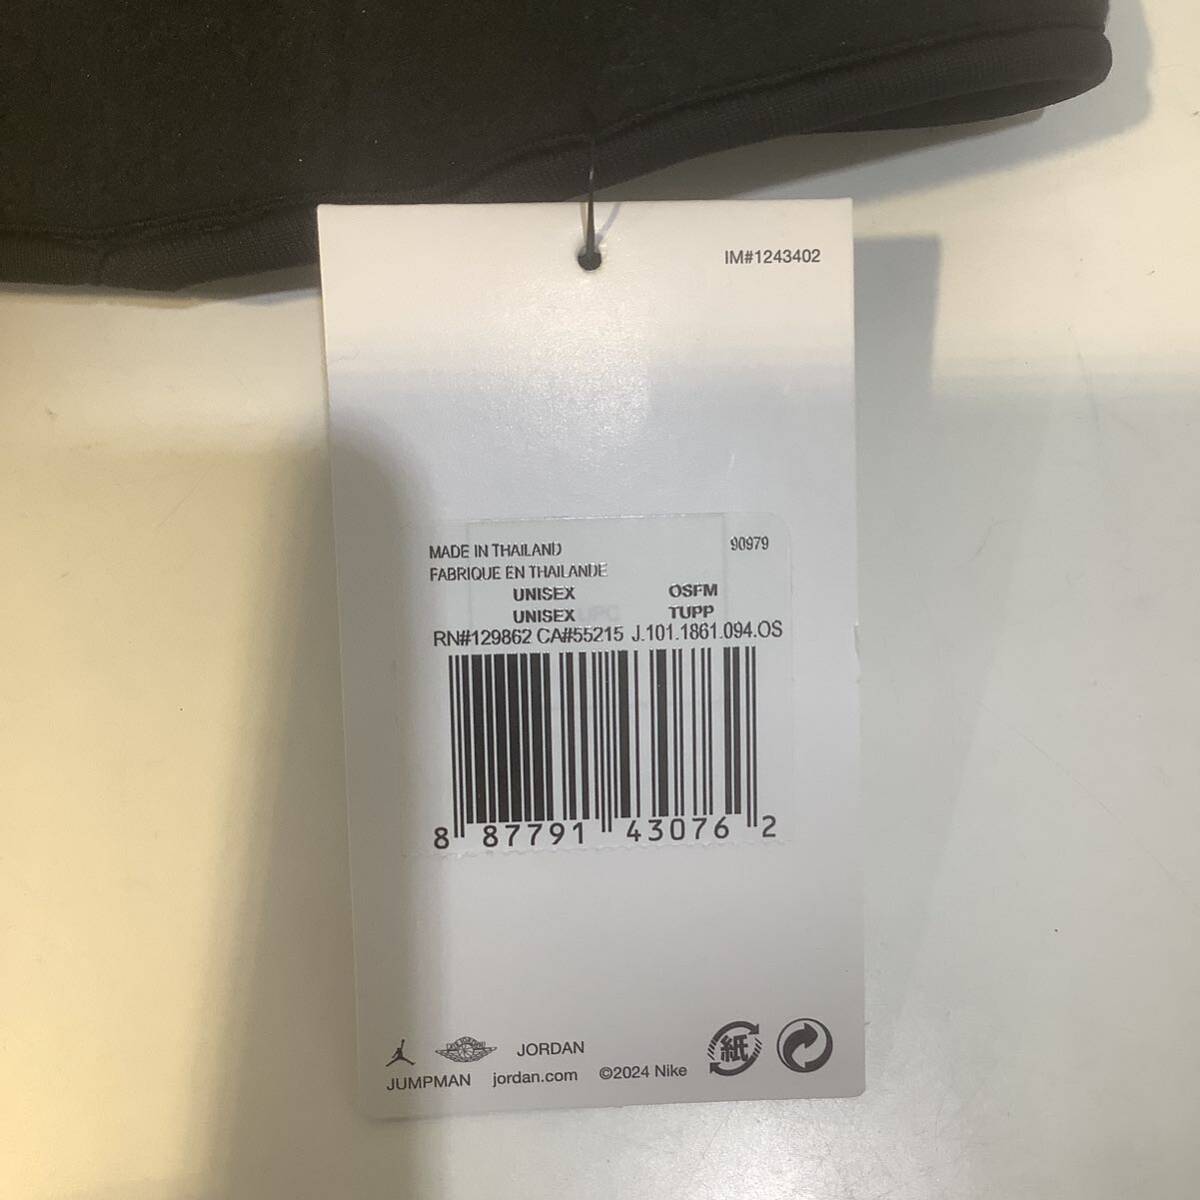 IM#1243402
MADE IN THAILAND 90979
FABRIQUE EN THAILANDE
UNISEX OSFM
UNISEX TUPP
UPC
RN#129862 CA#55215 J.101.1861.094.OS
8 87791 43076 2
JORDAN 紙
JUMPMAN jordan.com ©2024 Nike